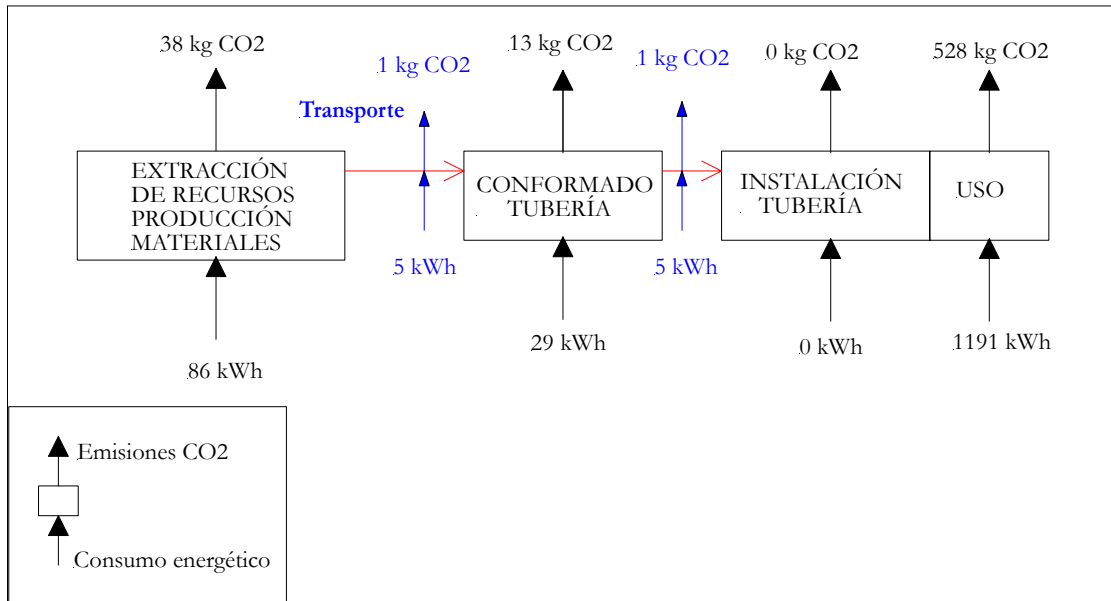 38 kg CO2
1 kg CO2
13 kg CO2
1 kg CO2
0 kg CO2
528 kg CO2
Transporte
EXTRACCIÓN
DE RECURSOS
PRODUCCIÓN
MATERIALES
CONFORMADO
TUBERÍA
INSTALACIÓN
TUBERÍA
USO
5 kWh
5 kWh
86 kWh
29 kWh
0 kWh
1191 kWh
Emisiones CO2
Consumo energético